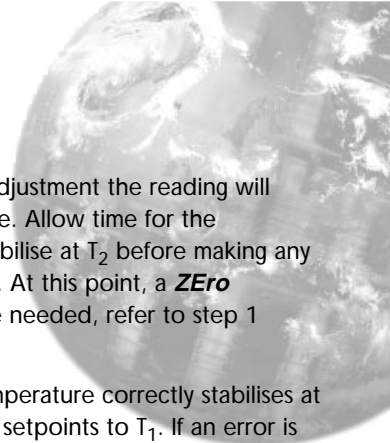 djustment the reading will
e. Allow time for the
bilise at T₂ before making any
. At this point, a ZEro
e needed, refer to step 1
mperature correctly stabilises at
setpoints to T₁. If an error is